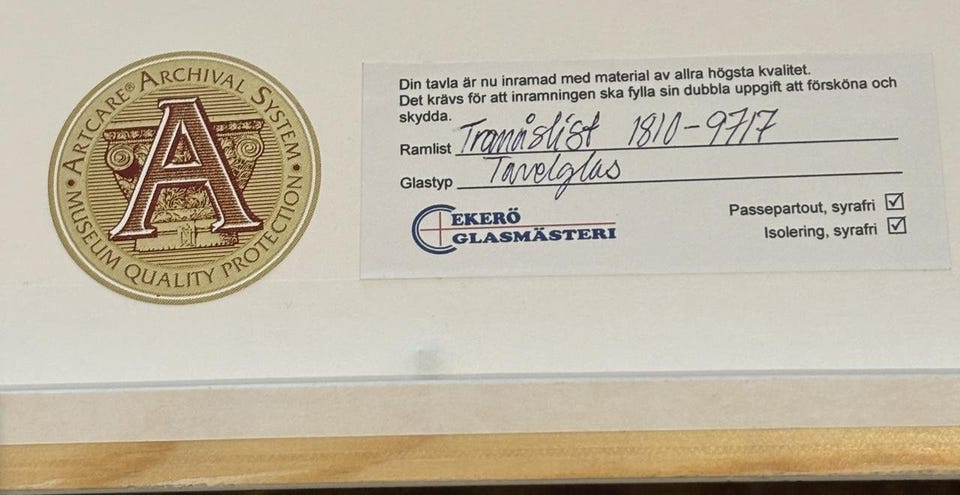 ARTCARE® ARCHIVAL SYSTEM • MUSEUM QUALITY PROTECTION •
A
Din tavla är nu inramad med material av allra högsta kvalitet.
Det krävs för att inramningen ska fylla sin dubbla uppgift att försköna och
skydda.
Ramlist Tranåslist 1810-9717
Glastyp Tavelglas
EKERÖ
GLASMÄSTERI
Passepartout, syrafri ☑
Isolering, syrafri ☑